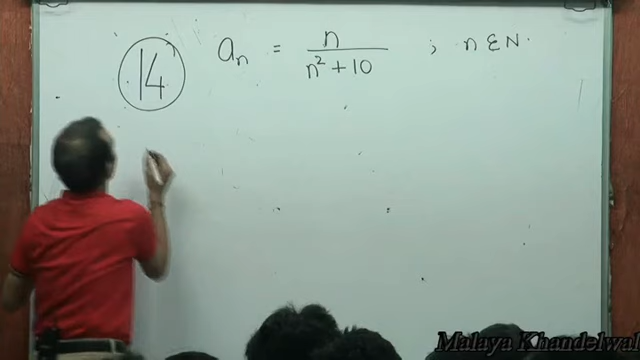 14 aₙ = n / (n² + 10) ; n ε N.
Malaya Khandelwal